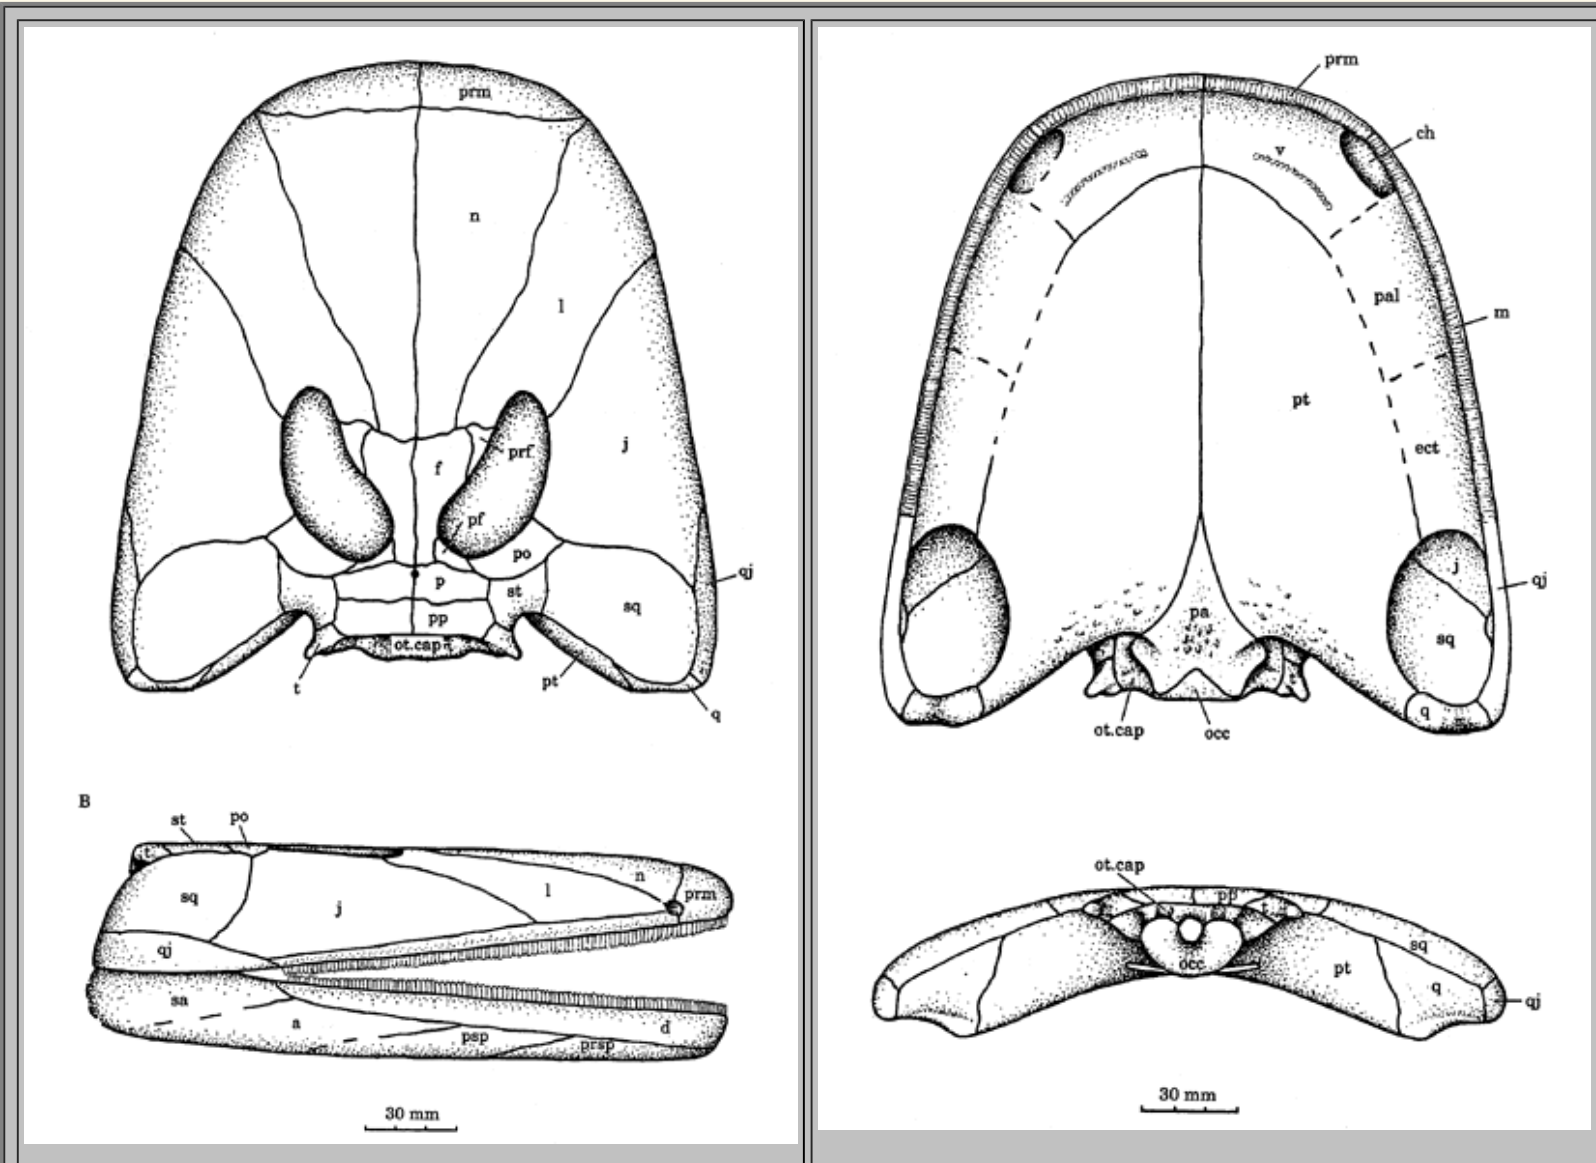 prm
n
l
j
prf
f
pf
po
qj
p
st
sq
pp
ot.cap
t
pt
q
B
st
po
t
n
l
prm
sq
j
qj
sa
a
d
psp
prsp
30 mm
prm
ch
v
pal
m
pt
ect
j
qj
pa
sq
q
ot.cap
occ
ot.cap
pp
t
sq
occ
pt
q
qj
30 mm